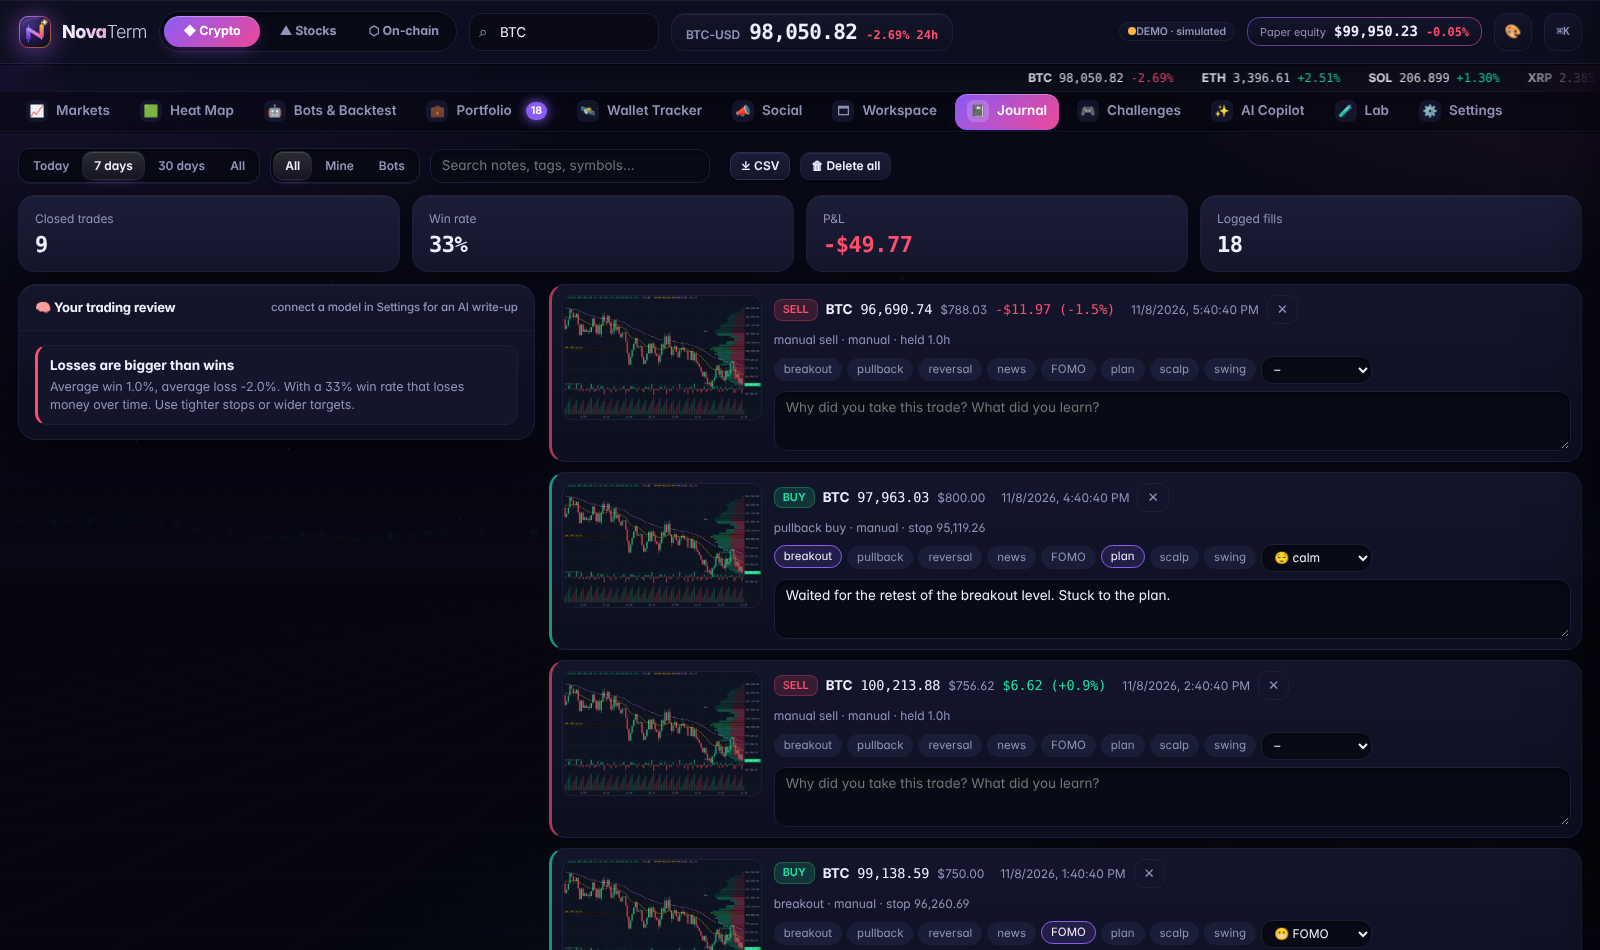 NovaTerm
◆ Crypto ▲ Stocks ⬡ On-chain
⌕ BTC
BTC-USD 98,050.82 -2.69% 24h
DEMO · simulated
Paper equity $99,950.23 -0.05%
⌘K
BTC 98,050.82 -2.69% ETH 3,396.61 +2.51% SOL 206.899 +1.30% XRP 2.385
Markets Heat Map Bots & Backtest Portfolio 18 Wallet Tracker Social Workspace Journal Challenges AI Copilot Lab Settings
Today 7 days 30 days All
All Mine Bots
Search notes, tags, symbols...
CSV
Delete all
Closed trades
9
Win rate
33%
P&L
-$49.77
Logged fills
18
Your trading review
connect a model in Settings for an AI write-up
Losses are bigger than wins
Average win 1.0%, average loss -2.0%. With a 33% win rate that loses
money over time. Use tighter stops or wider targets.
SELL BTC 96,690.74 $788.03 -$11.97 (-1.5%) 11/8/2026, 5:40:40 PM ✕
manual sell · manual · held 1.0h
breakout pullback reversal news FOMO plan scalp swing –
Why did you take this trade? What did you learn?
BUY BTC 97,963.03 $800.00 11/8/2026, 4:40:40 PM ✕
pullback buy · manual · stop 95,119.26
breakout pullback reversal news FOMO plan scalp swing 😌 calm
Waited for the retest of the breakout level. Stuck to the plan.
SELL BTC 100,213.88 $756.62 $6.62 (+0.9%) 11/8/2026, 2:40:40 PM ✕
manual sell · manual · held 1.0h
breakout pullback reversal news FOMO plan scalp swing –
Why did you take this trade? What did you learn?
BUY BTC 99,138.59 $750.00 11/8/2026, 1:40:40 PM ✕
breakout · manual · stop 96,260.69
breakout pullback reversal news FOMO plan scalp swing 😬 FOMO